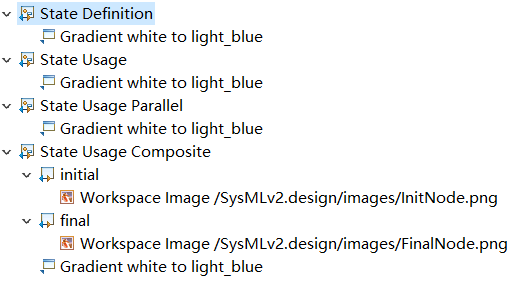 State Definition
Gradient white to light_blue
State Usage
Gradient white to light_blue
State Usage Parallel
Gradient white to light_blue
State Usage Composite
initial
Workspace Image /SysMLv2.design/images/InitNode.png
final
Workspace Image /SysMLv2.design/images/FinalNode.png
Gradient white to light_blue